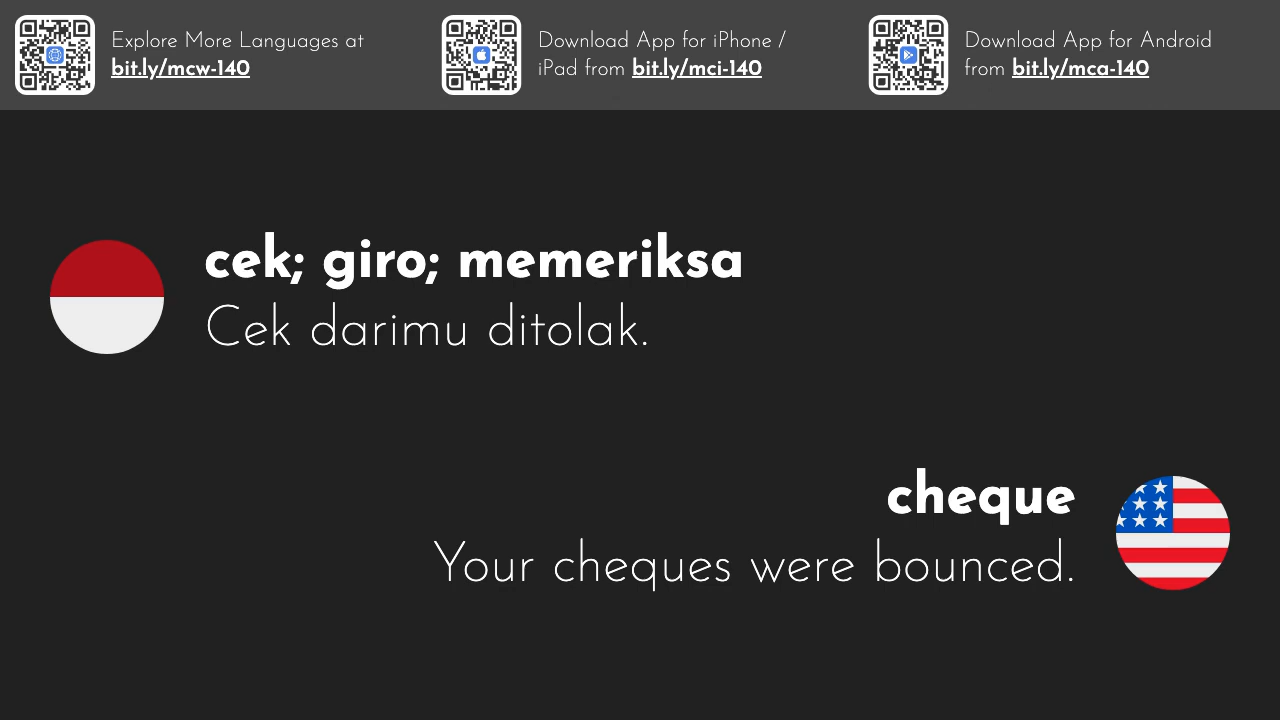 Explore More Languages at
bit.ly/mcw-140
Download App for iPhone /
iPad from bit.ly/mci-140
Download App for Android
from bit.ly/mca-140
cek; giro; memeriksa
Cek darimu ditolak.
cheque
Your cheques were bounced.